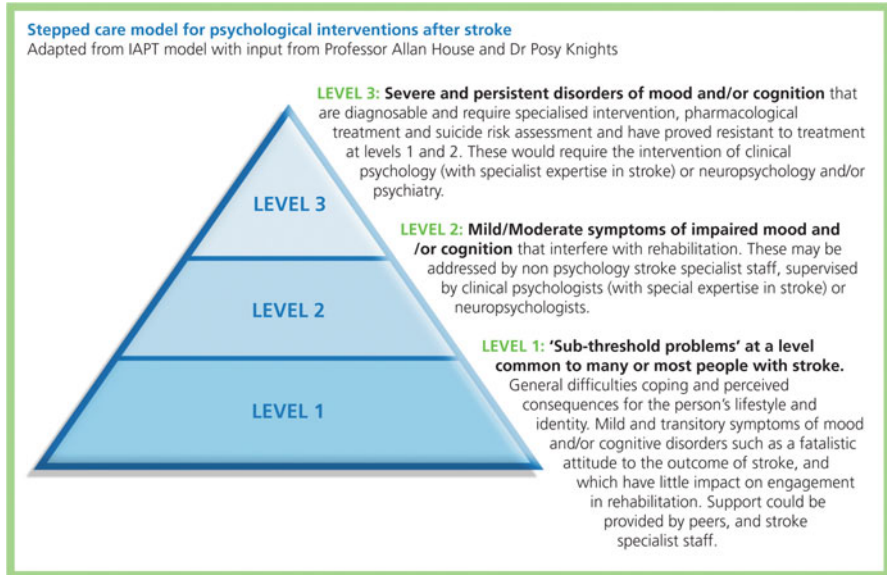 Stepped care model for psychological interventions after stroke
Adapted from IAPT model with input from Professor Allan House and Dr Posy Knights
LEVEL 3: Severe and persistent disorders of mood and/or cognition that
are diagnosable and require specialised intervention, pharmacological
treatment and suicide risk assessment and have proved resistant to treatment
at levels 1 and 2. These would require the intervention of clinical
psychology (with specialist expertise in stroke) or neuropsychology and/or
psychiatry.
LEVEL 3
LEVEL 2: Mild/Moderate symptoms of impaired mood and
/or cognition that interfere with rehabilitation. These may be
addressed by non psychology stroke specialist staff, supervised
by clinical psychologists (with special expertise in stroke) or
neuropsychologists.
LEVEL 2
LEVEL 1: ‘Sub-threshold problems’ at a level
common to many or most people with stroke.
General difficulties coping and perceived
consequences for the person’s lifestyle and
identity. Mild and transitory symptoms of mood
and/or cognitive disorders such as a fatalistic
attitude to the outcome of stroke, and
which have little impact on engagement
in rehabilitation. Support could be
provided by peers, and stroke
specialist staff.
LEVEL 1